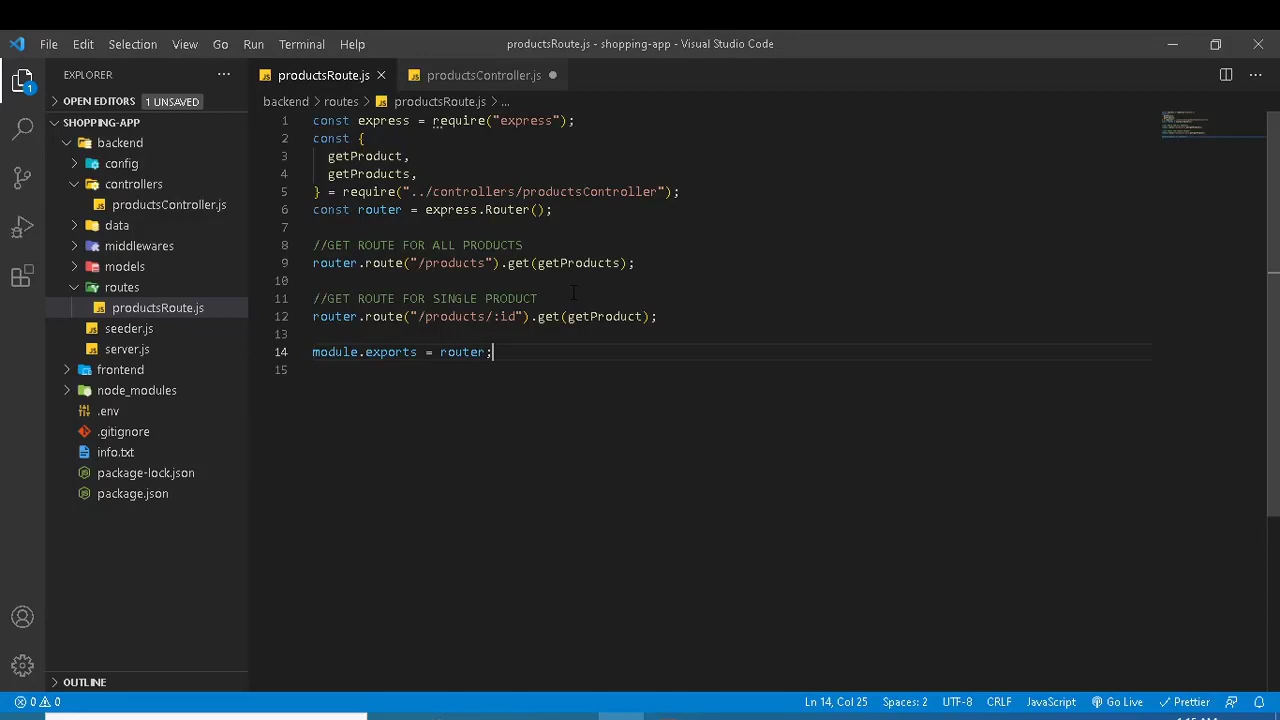 File Edit Selection View Go Run Terminal Help
productsRoute.js - shopping-app - Visual Studio Code
EXPLORER
OPEN EDITORS 1 UNSAVED
SHOPPING-APP
backend
config
controllers
productsController.js
data
middlewares
models
routes
productsRoute.js
seeder.js
server.js
frontend
node_modules
.env
.gitignore
info.txt
package-lock.json
package.json
OUTLINE
1
productsRoute.js
productsController.js
backend > routes > productsRoute.js > ...
1 const express = require("express");
2 const {
3 getProduct,
4 getProducts,
5 } = require("../controllers/productsController");
6 const router = express.Router();
7
8 //GET ROUTE FOR ALL PRODUCTS
9 router.route("/products").get(getProducts);
10
11 //GET ROUTE FOR SINGLE PRODUCT
12 router.route("/products/:id").get(getProduct);
13
14 module.exports = router;
15
0 0
Ln 14, Col 25 Spaces: 2 UTF-8 CRLF JavaScript Go Live Prettier